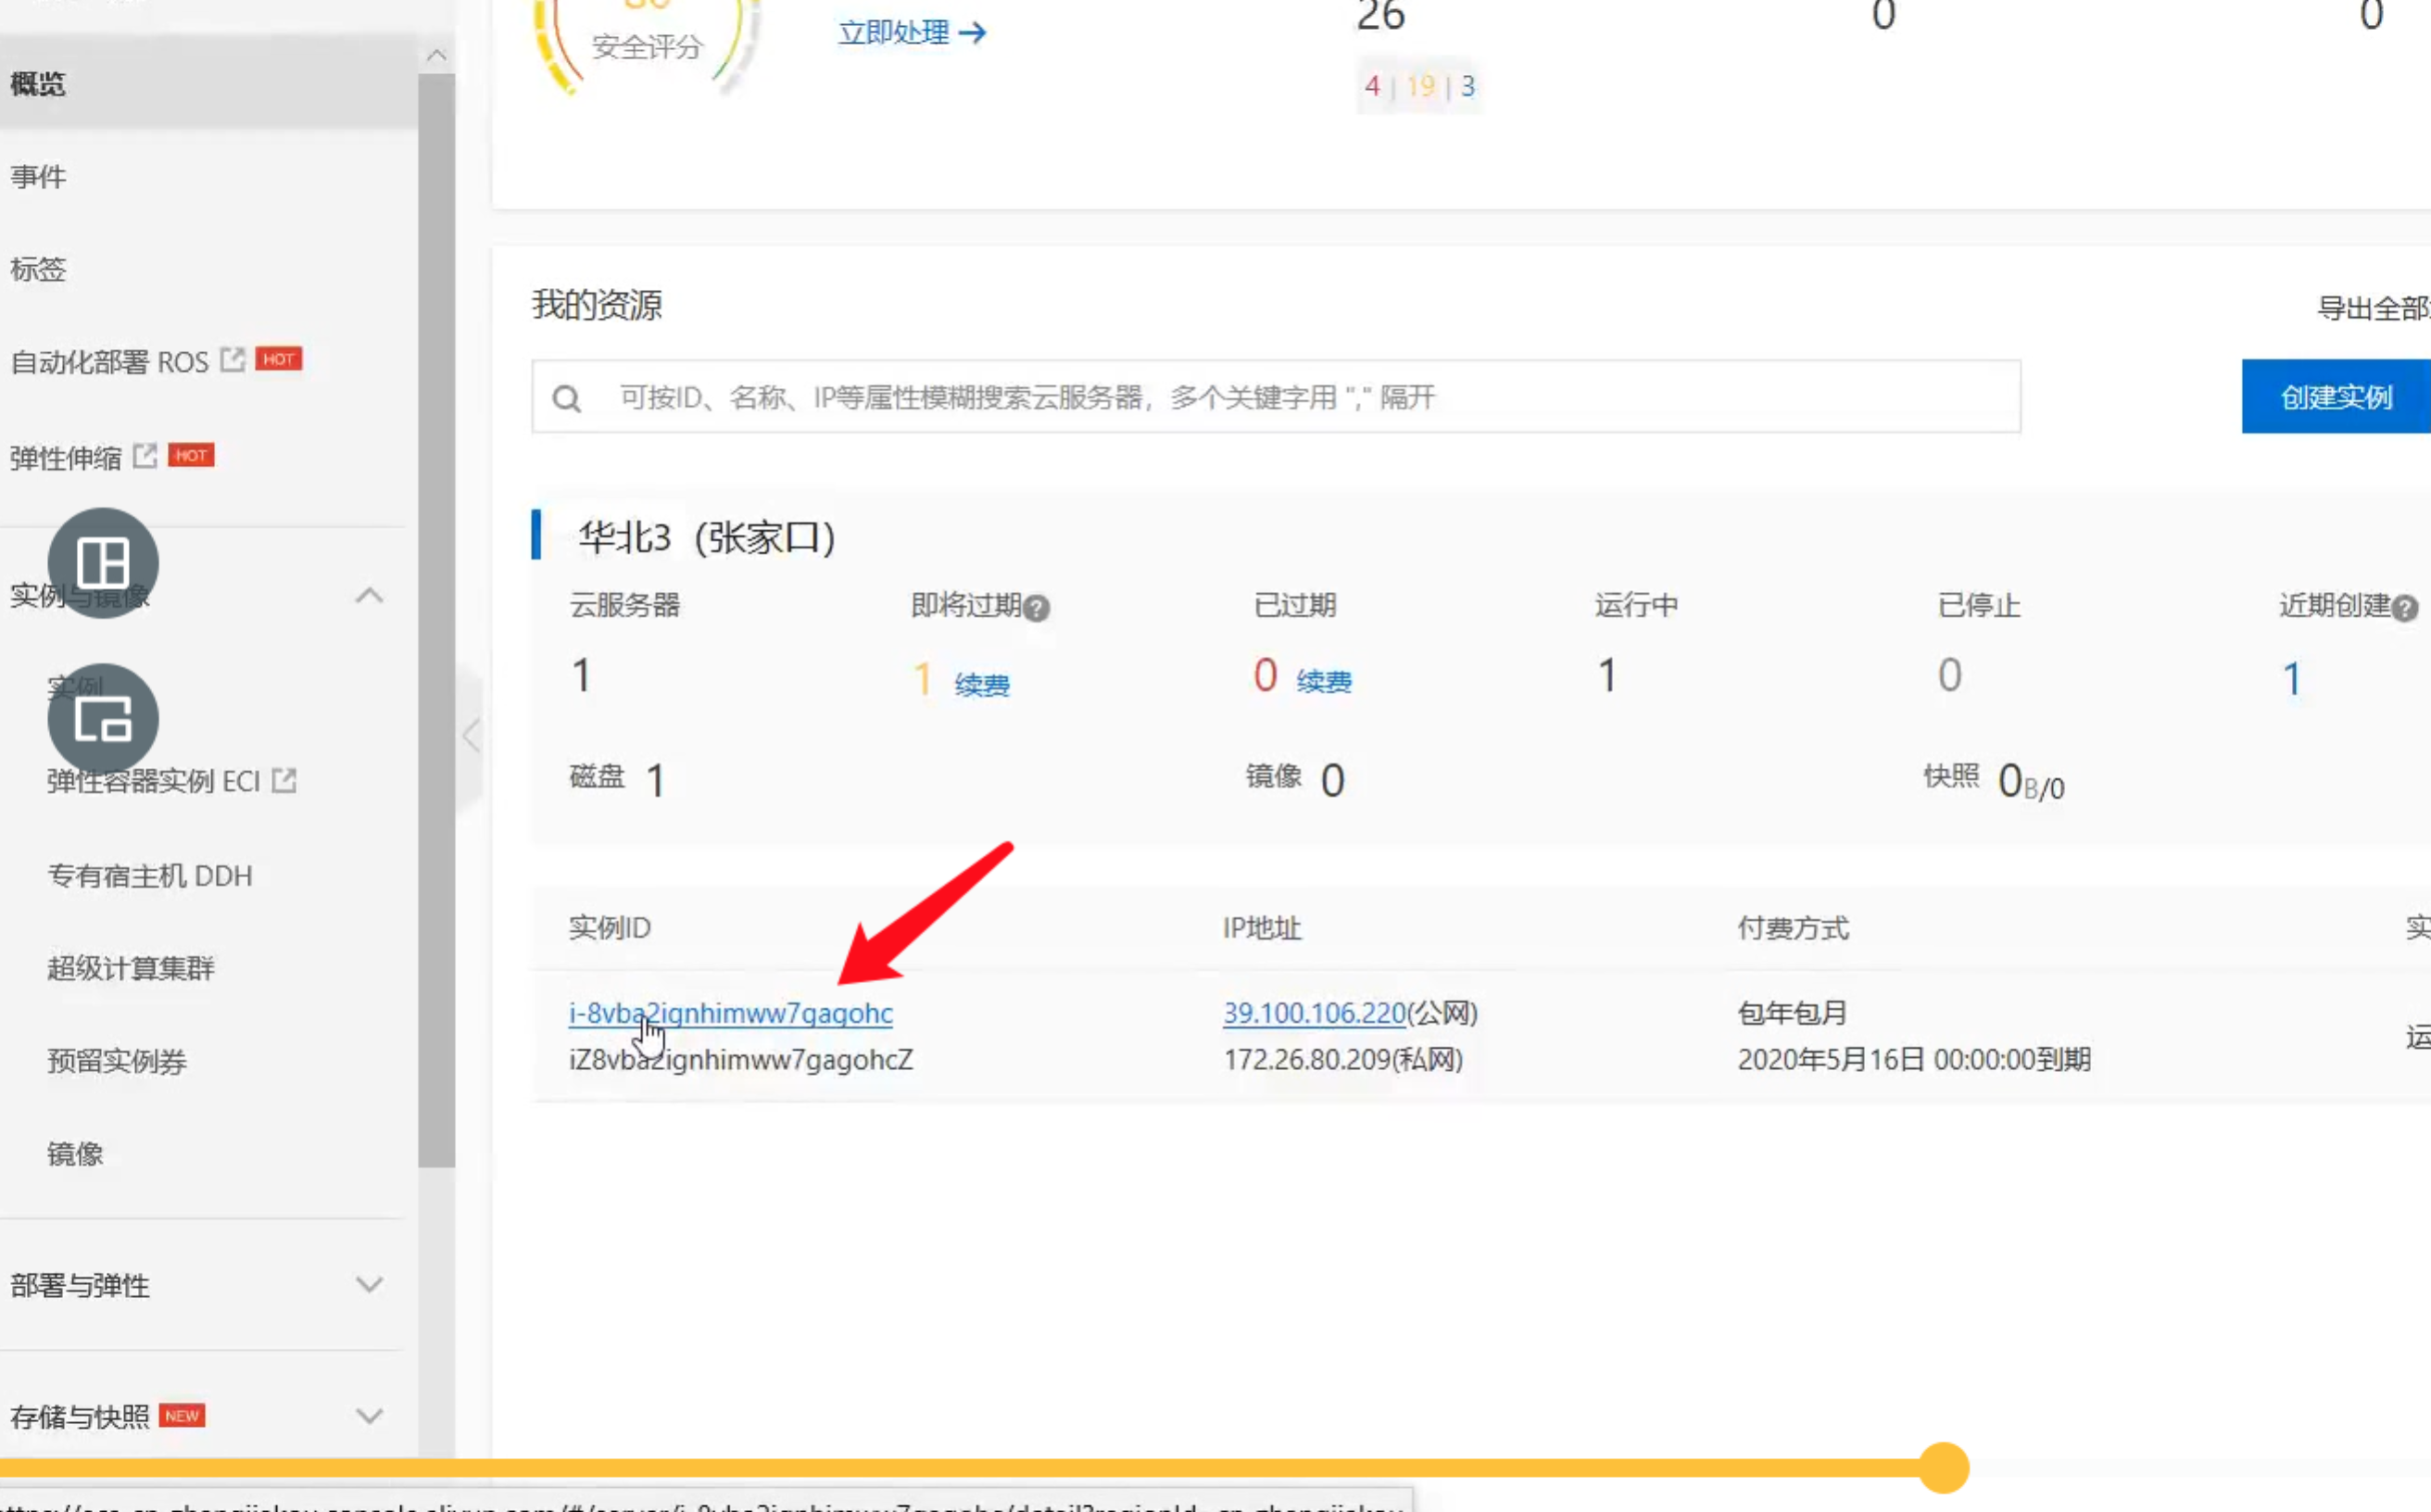 安全评分
立即处理
26
0
0
4 | 19 | 3
概览
事件
标签
自动化部署 ROS HOT
弹性伸缩 HOT
实例与镜像
实例
弹性容器实例 ECI
专有宿主机 DDH
超级计算集群
预留实例券
镜像
部署与弹性
存储与快照 NEW
我的资源
导出全部
可按ID、名称、IP等属性模糊搜索云服务器，多个关键字用 "," 隔开
创建实例
华北3（张家口）
云服务器 即将过期 已过期 运行中 已停止 近期创建
1 1 续费 0 续费 1 0 1
磁盘 1 镜像 0 快照 0B/0
实例ID IP地址 付费方式 实
i-8vba2ignhimww7gagohc 39.100.106.220(公网) 包年包月
iZ8vba2ignhimww7gagohcZ 172.26.80.209(私网) 2020年5月16日 00:00:00到期
运